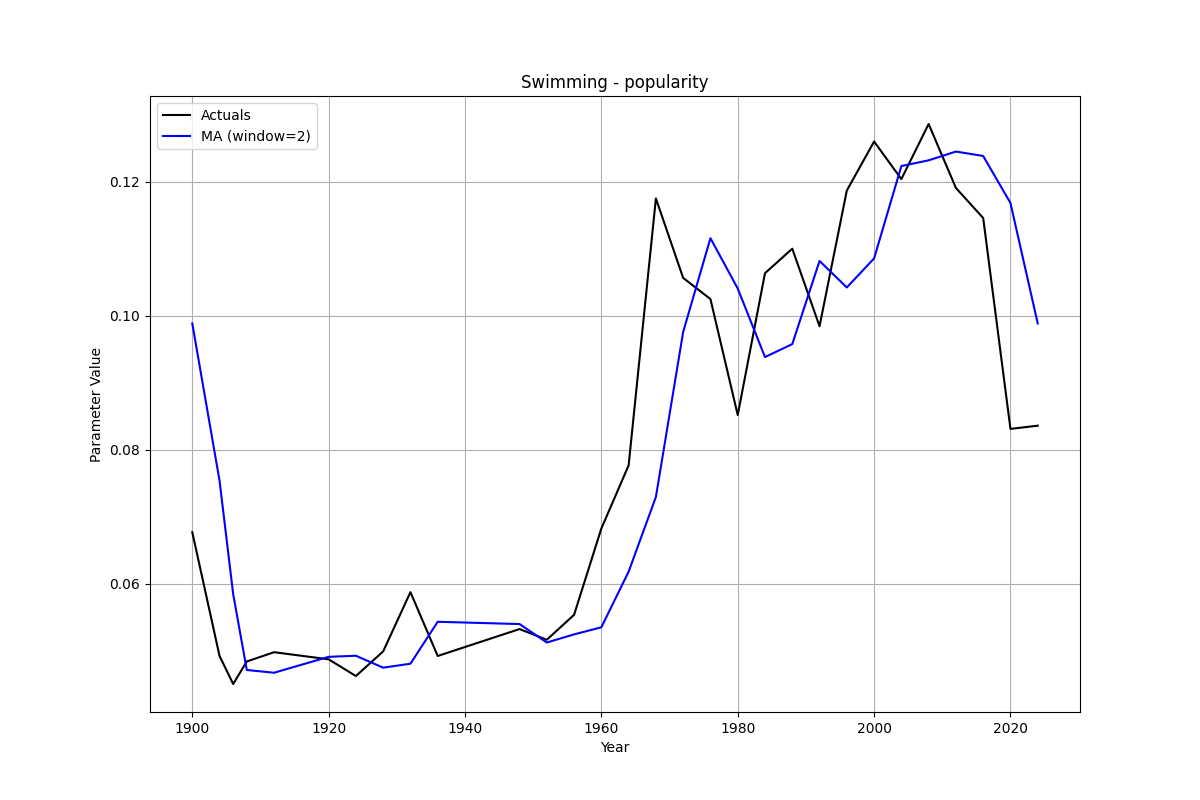 Swimming - popularity
Actuals
MA (window=2)
0.12
0.10
0.08
0.06
Parameter Value
1900 1920 1940 1960 1980 2000 2020
Year